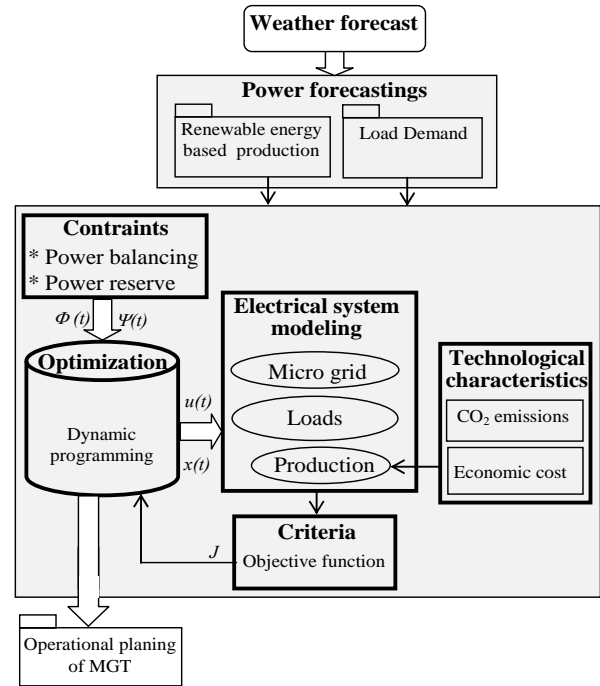 Weather forecast
Power forecastings
Renewable energy
based production
Load Demand
Contraints
* Power balancing
* Power reserve
Φ(t)
Ψ(t)
Optimization
Dynamic
programming
u(t)
x(t)
Electrical system
modeling
Micro grid
Loads
Production
Technological
characteristics
CO₂ emissions
Economic cost
Criteria
Objective function
J
Operational planing
of MGT